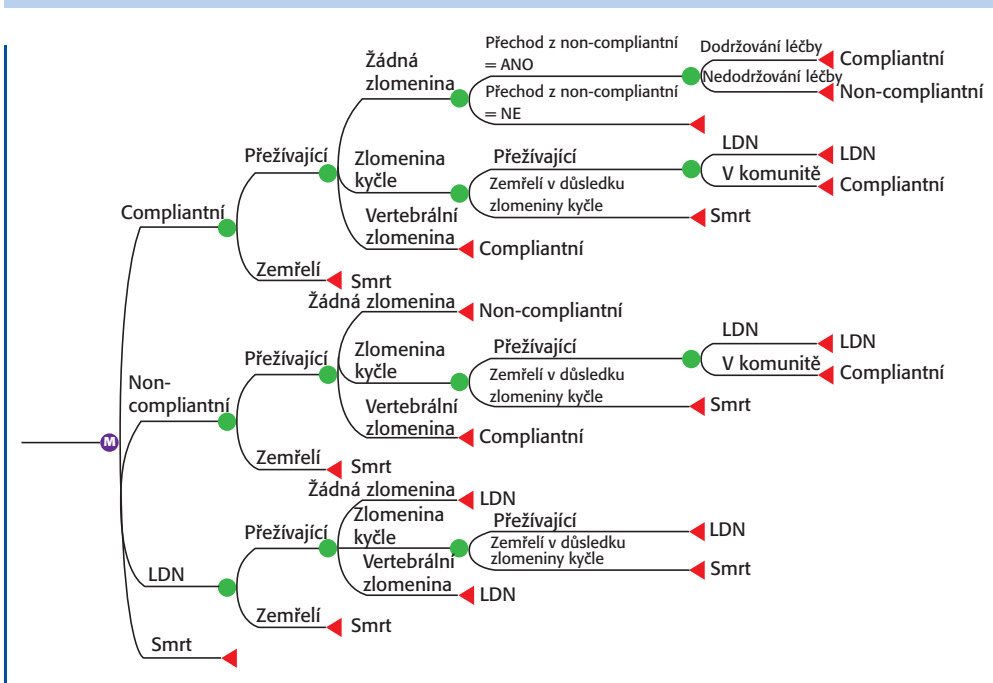 Přechod z non-compliantní
= ANO
Dodržování léčby
Compliantní
Žádná
zlomenina
Nedodržování léčby
Non-compliantní
Přechod z non-compliantní
= NE
LDN
LDN
Přežívající
Zlomenina
kyčle
Přežívající
V komunitě
Compliantní
Zemřelí v důsledku
zlomeniny kyčle
Compliantní
Vertebrální
zlomenina
Smrt
Compliantní
Zemřelí
Smrt
Žádná zlomenina
Non-compliantní
LDN
LDN
Přežívající
Zlomenina
kyčle
Přežívající
V komunitě
Compliantní
Zemřelí v důsledku
zlomeniny kyčle
Non-
compliantní
Vertebrální
zlomenina
Smrt
Compliantní
M
Zemřelí
Smrt
Žádná zlomenina
LDN
Přežívající
Zlomenina
kyčle
Přežívající
LDN
Zemřelí v důsledku
zlomeniny kyčle
Vertebrální
zlomenina
Smrt
LDN
LDN
Zemřelí
Smrt
Smrt